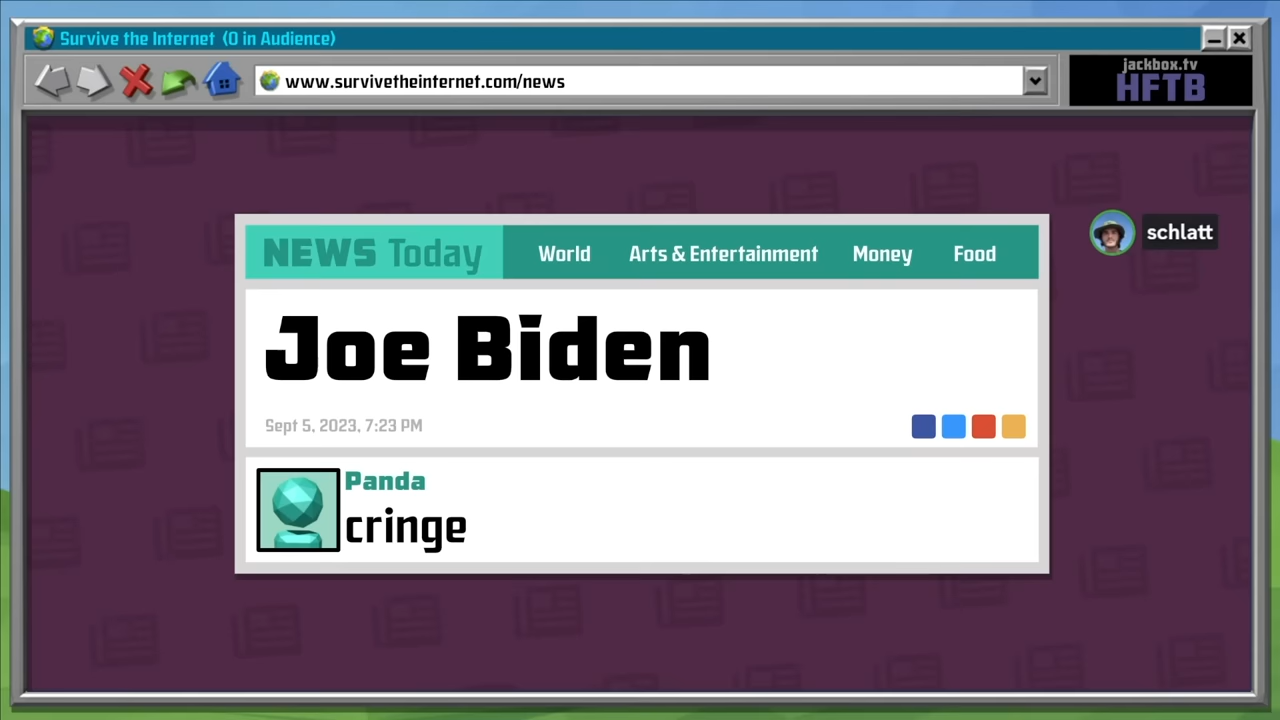 Survive the Internet (0 in Audience)
www.survivetheinternet.com/news
jackbox.tv
HFTB
schlatt
NEWS Today World Arts & Entertainment Money Food
Joe Biden
Sept 5, 2023, 7:23 PM
Panda
cringe